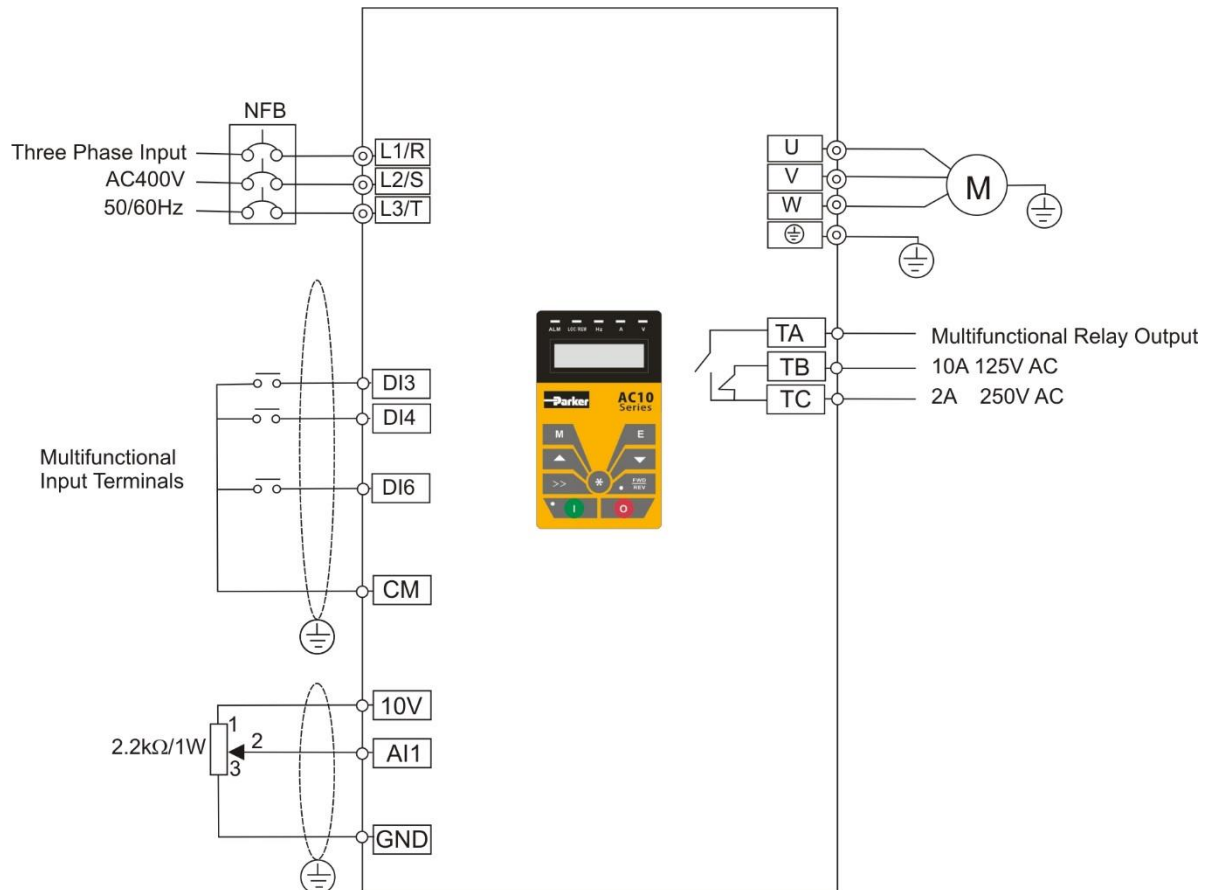 NFB
Three Phase Input
AC400V
50/60Hz
L1/R
L2/S
L3/T
U
V
W
M
Multifunctional
Input Terminals
DI3
DI4
DI6
CM
2.2kΩ/1W
1
2
3
10V
AI1
GND
ALM LOC/REM Hz A V
Parker
AC10
Series
M
E
>>
*
FWD
REV
I
O
TA
TB
TC
Multifunctional Relay Output
10A 125V AC
2A 250V AC